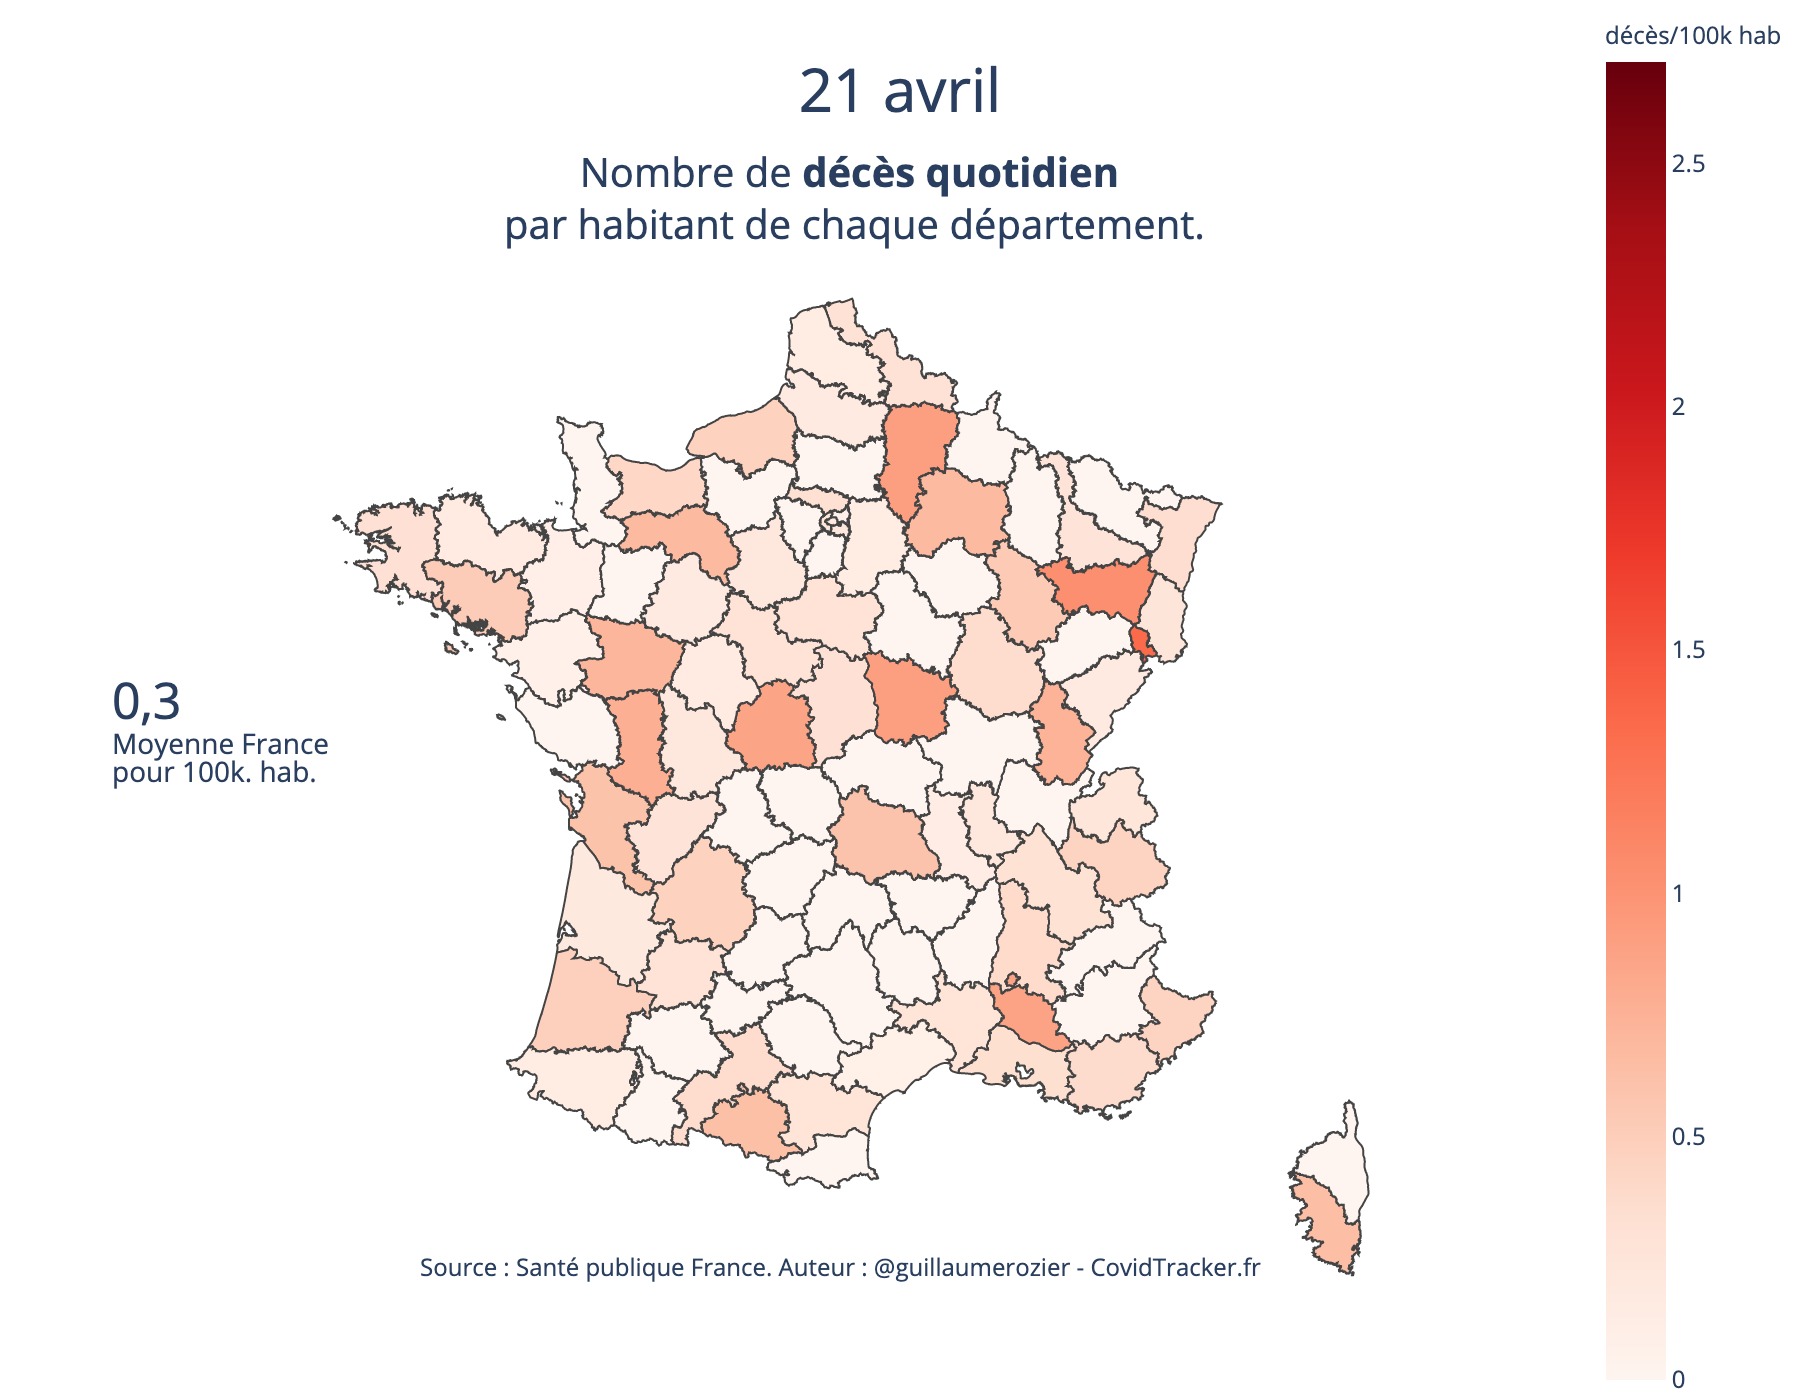 décès/100k hab
21 avril
Nombre de décès quotidien
par habitant de chaque département.
2.5
2
1.5
1
0.5
0
0,3
Moyenne France
pour 100k. hab.
Source : Santé publique France. Auteur : @guillaumerozier - CovidTracker.fr